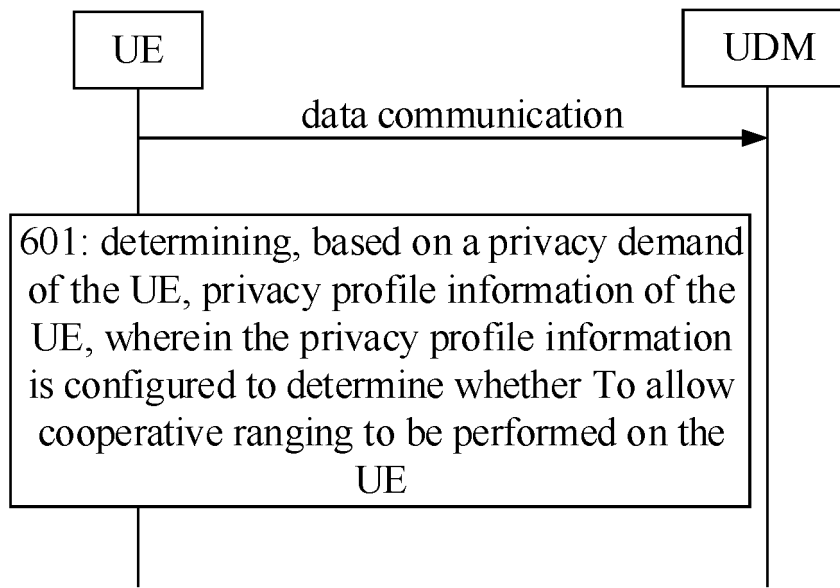 UE
UDM
data communication
601: determining, based on a privacy demand
of the UE, privacy profile information of the
UE, wherein the privacy profile information
is configured to determine whether To allow
cooperative ranging to be performed on the
UE